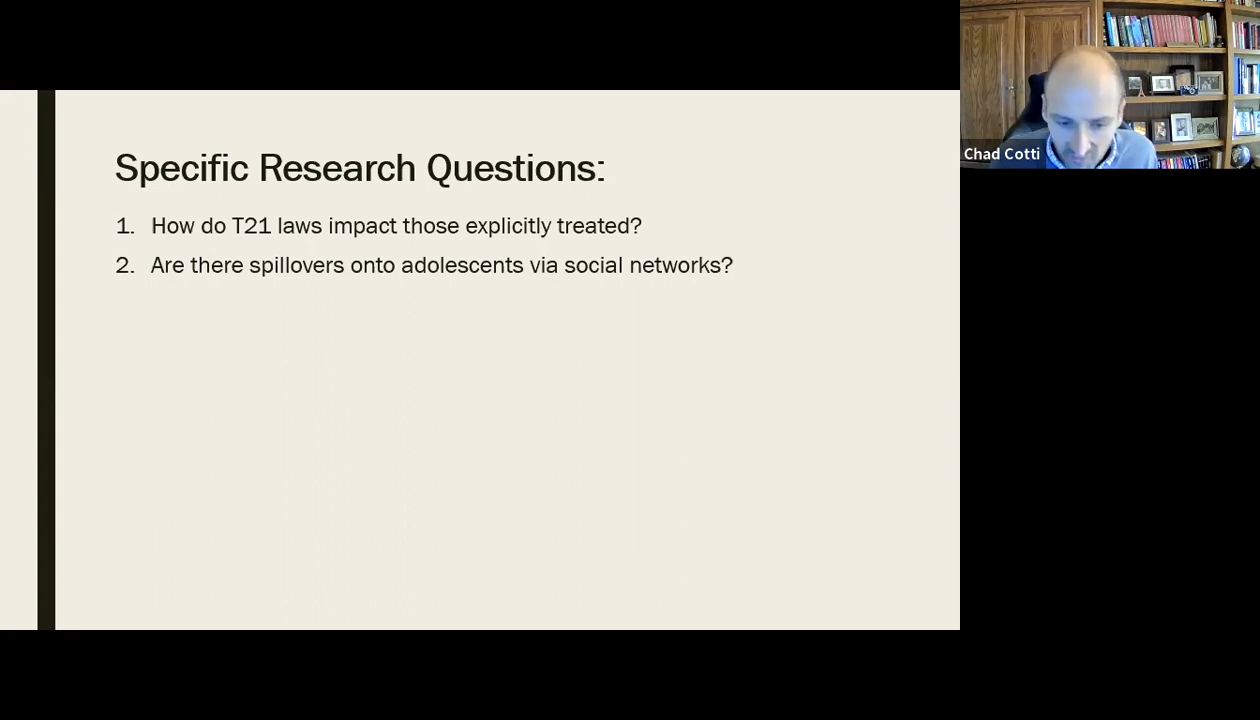 Specific Research Questions:
1. How do T21 laws impact those explicitly treated?
2. Are there spillovers onto adolescents via social networks?
Chad Cotti